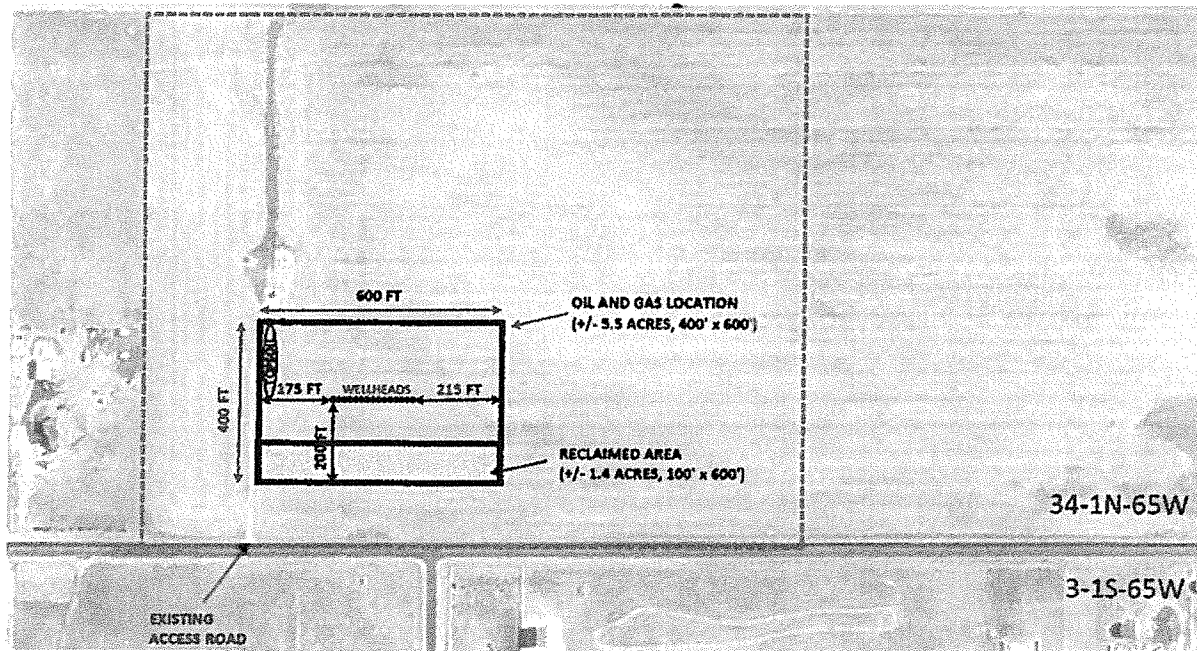 600 FT
OIL AND GAS LOCATION
(+/- 5.5 ACRES, 400' x 600')
400 FT
175 FT
WELLHEADS
215 FT
200 FT
RECLAIMED AREA
(+/- 1.4 ACRES, 100' x 600')
34-1N-65W
3-1S-65W
EXISTING
ACCESS ROAD